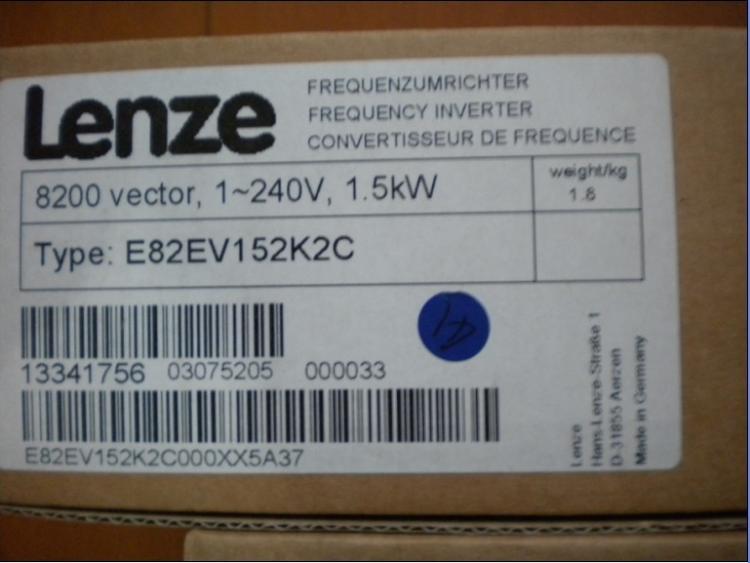 Lenze
FREQUENZUMRICHTER
FREQUENCY INVERTER
CONVERTISSEUR DE FREQUENCE
8200 vector, 1~240V, 1.5kW
weight/kg
1.8
Type: E82EV152K2C
13341756 03075205 000033
E82EV152K2C000XX5A37
Lenze
Hans-Lenze-Straße 1
D-31855 Aerzen
Made in Germany